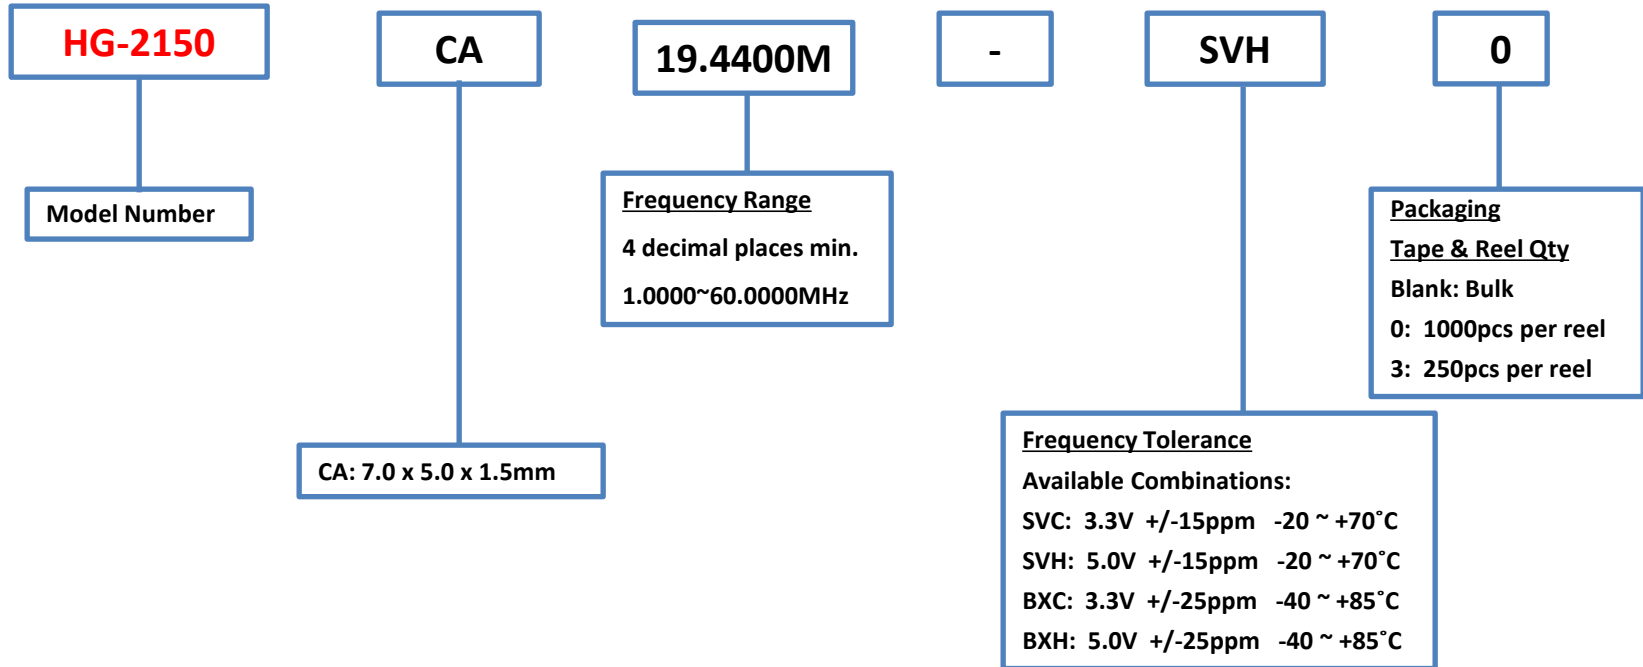 HG-2150
CA
19.4400M
-
SVH
0
Model Number
Frequency Range
4 decimal places min.
1.0000~60.0000MHz
Packaging
Tape & Reel Qty
Blank: Bulk
0:  1000pcs per reel
3:  250pcs per reel
CA: 7.0 x 5.0 x 1.5mm
Frequency Tolerance
Available Combinations:
SVC:  3.3V  +/-15ppm   -20 ~ +70˚C
SVH:  5.0V  +/-15ppm   -20 ~ +70˚C
BXC:  3.3V  +/-25ppm   -40 ~ +85˚C
BXH:  5.0V  +/-25ppm   -40 ~ +85˚C